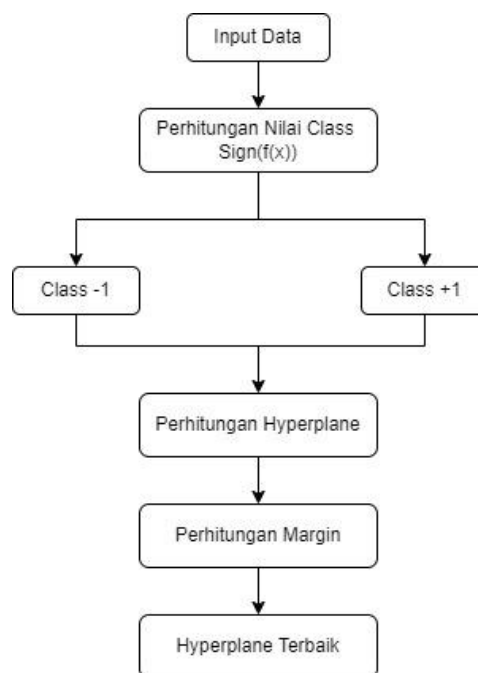 Input Data
Perhitungan Nilai Class
Sign(f(x))
Class -1
Class +1
Perhitungan Hyperplane
Perhitungan Margin
Hyperplane Terbaik